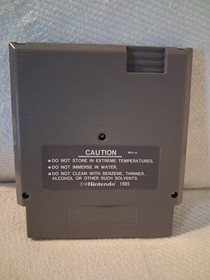 CAUTION
• DO NOT STORE IN EXTREME TEMPERATURES.
• DO NOT IMMERSE IN WATER.
• DO NOT CLEAN WITH BENZENE, THINNER,
ALCOHOL OR OTHER SUCH SOLVENTS.
©Nintendo 1985